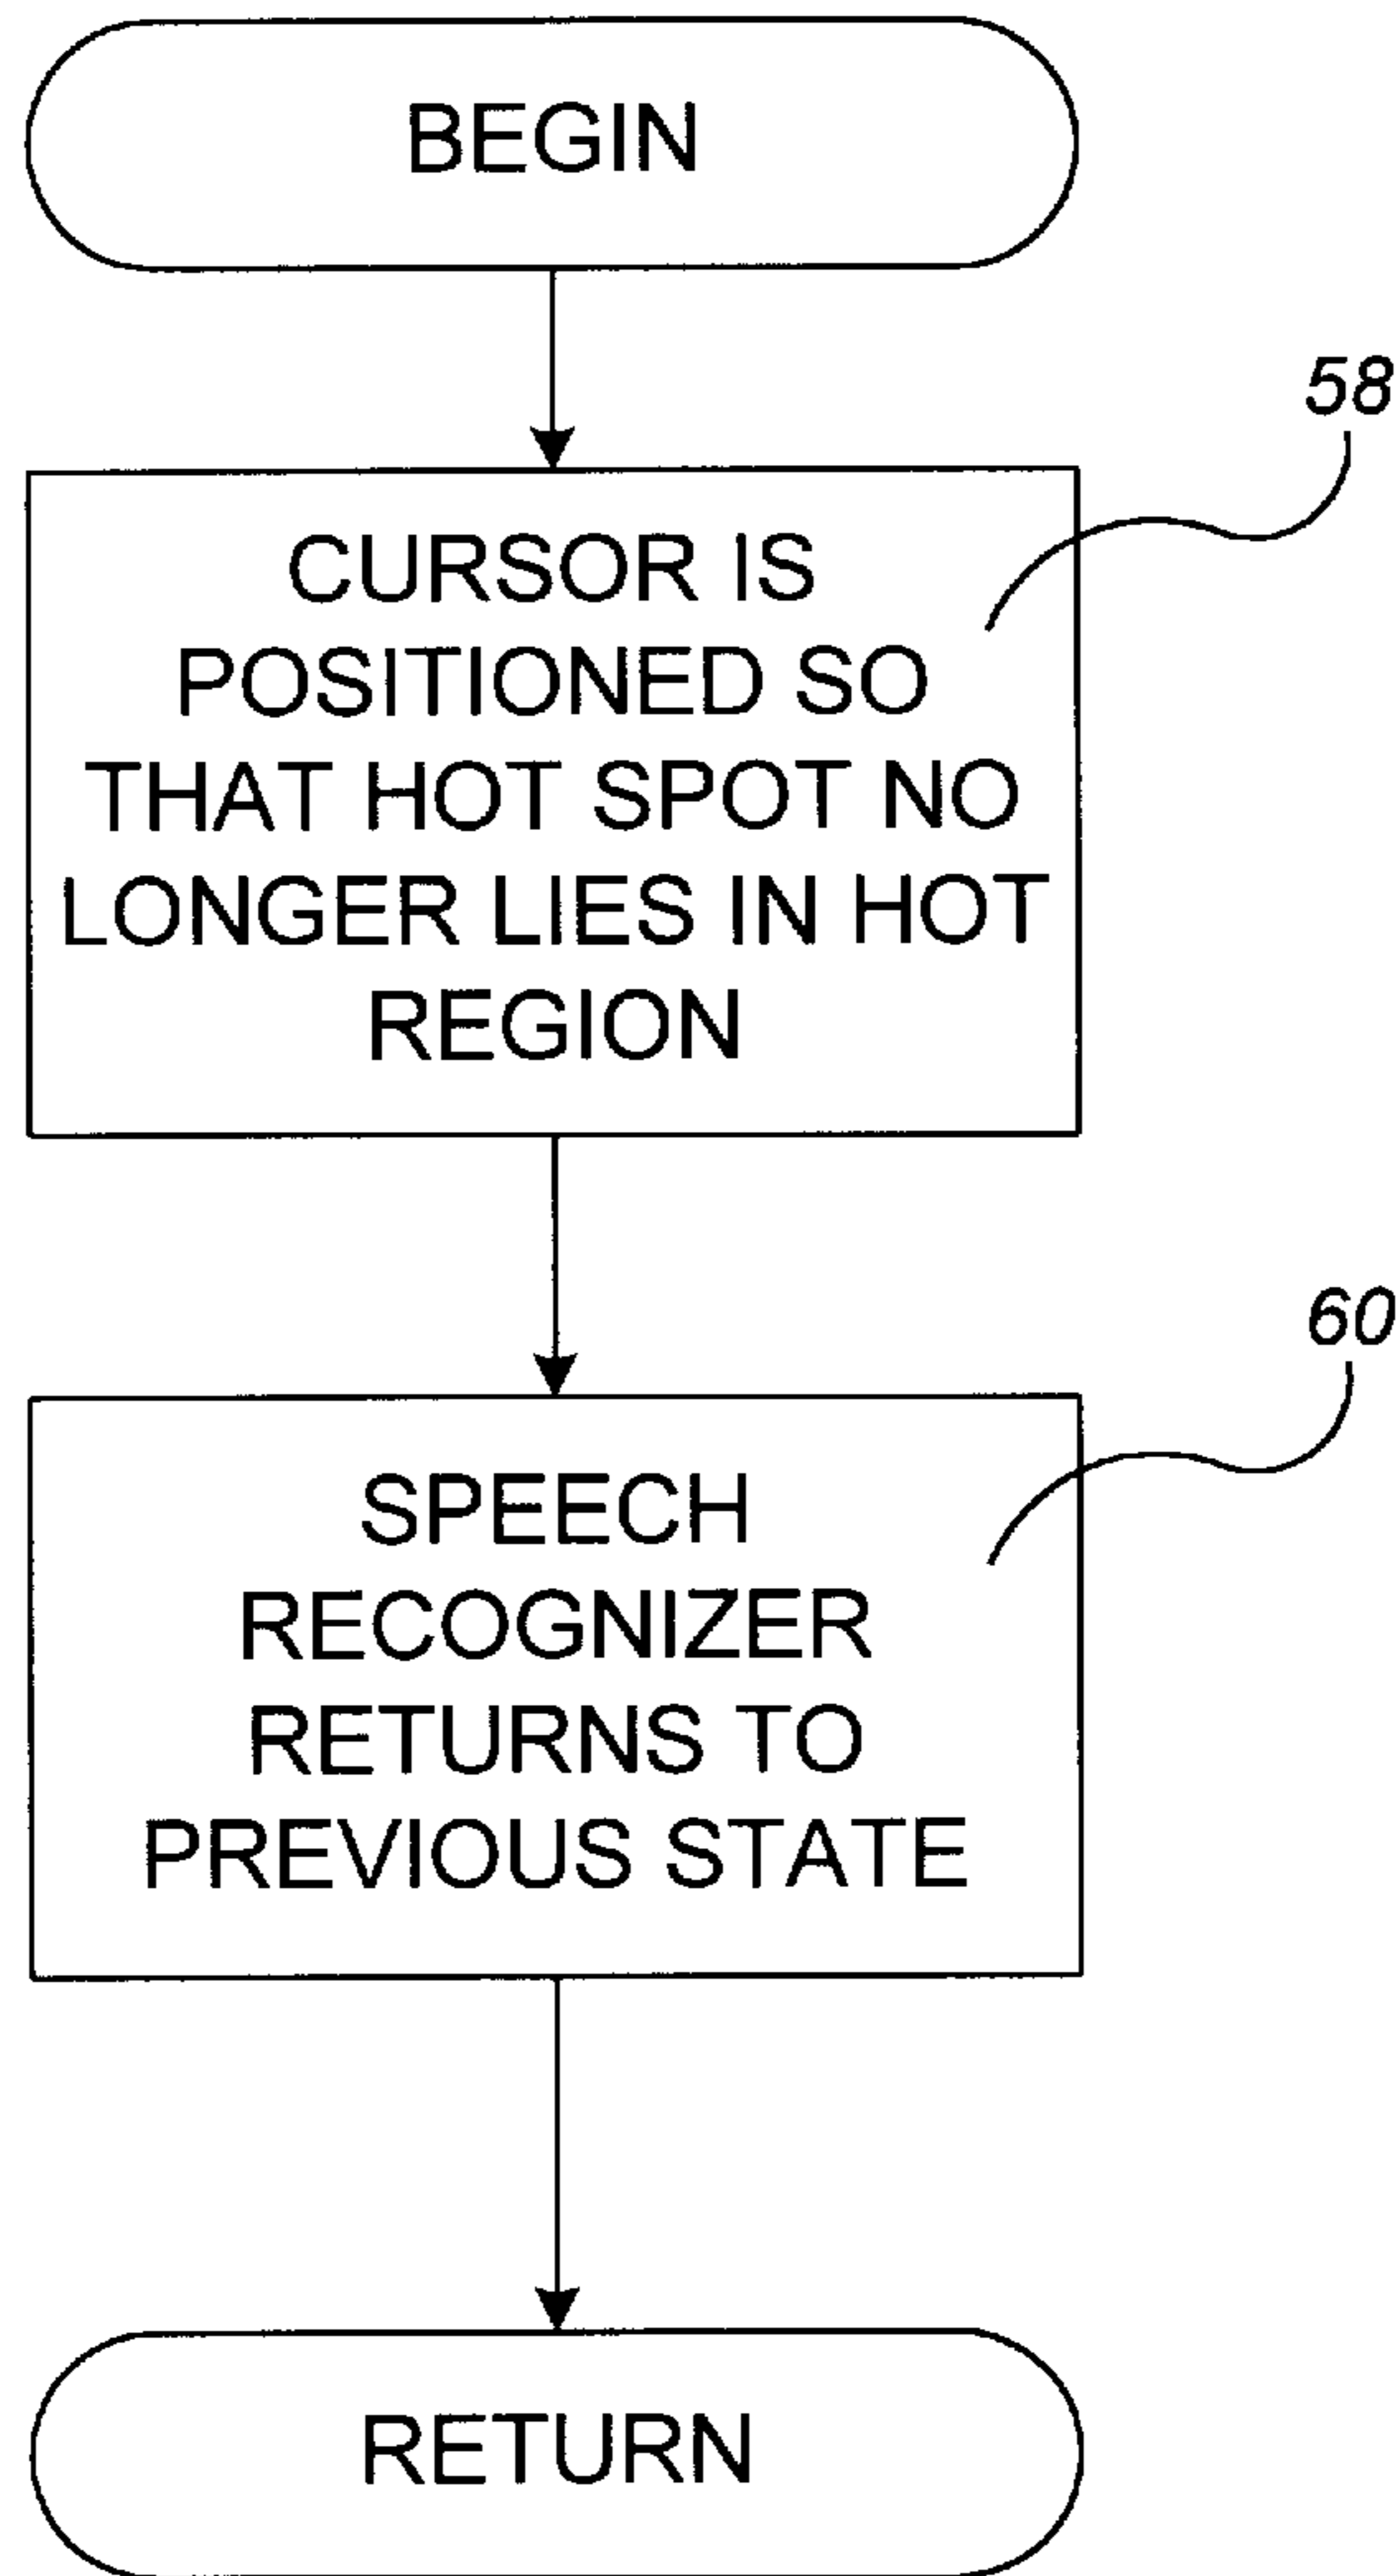 BEGIN
58
CURSOR IS
POSITIONED SO
THAT HOT SPOT NO
LONGER LIES IN HOT
REGION
60
SPEECH
RECOGNIZER
RETURNS TO
PREVIOUS STATE
RETURN